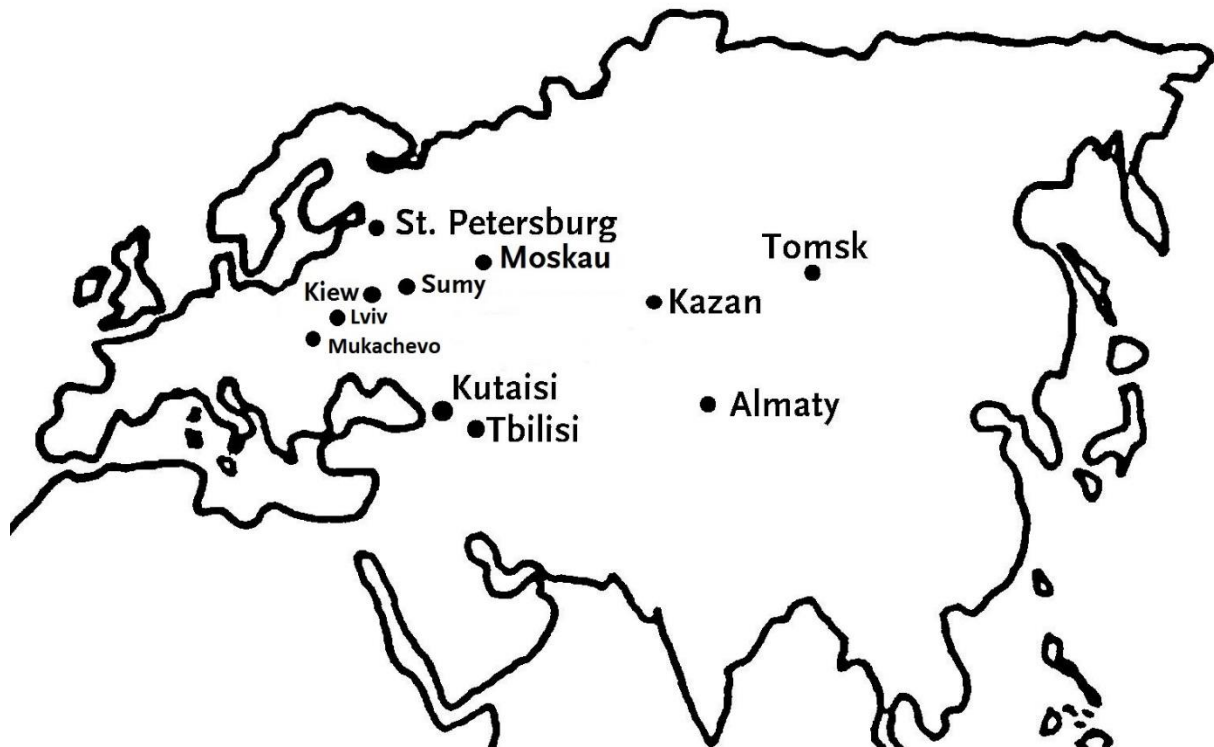 St. Petersburg
Moskau
Tomsk
Sumy
Kiew
Kazan
Lviv
Mukachevo
Kutaisi
Almaty
Tbilisi